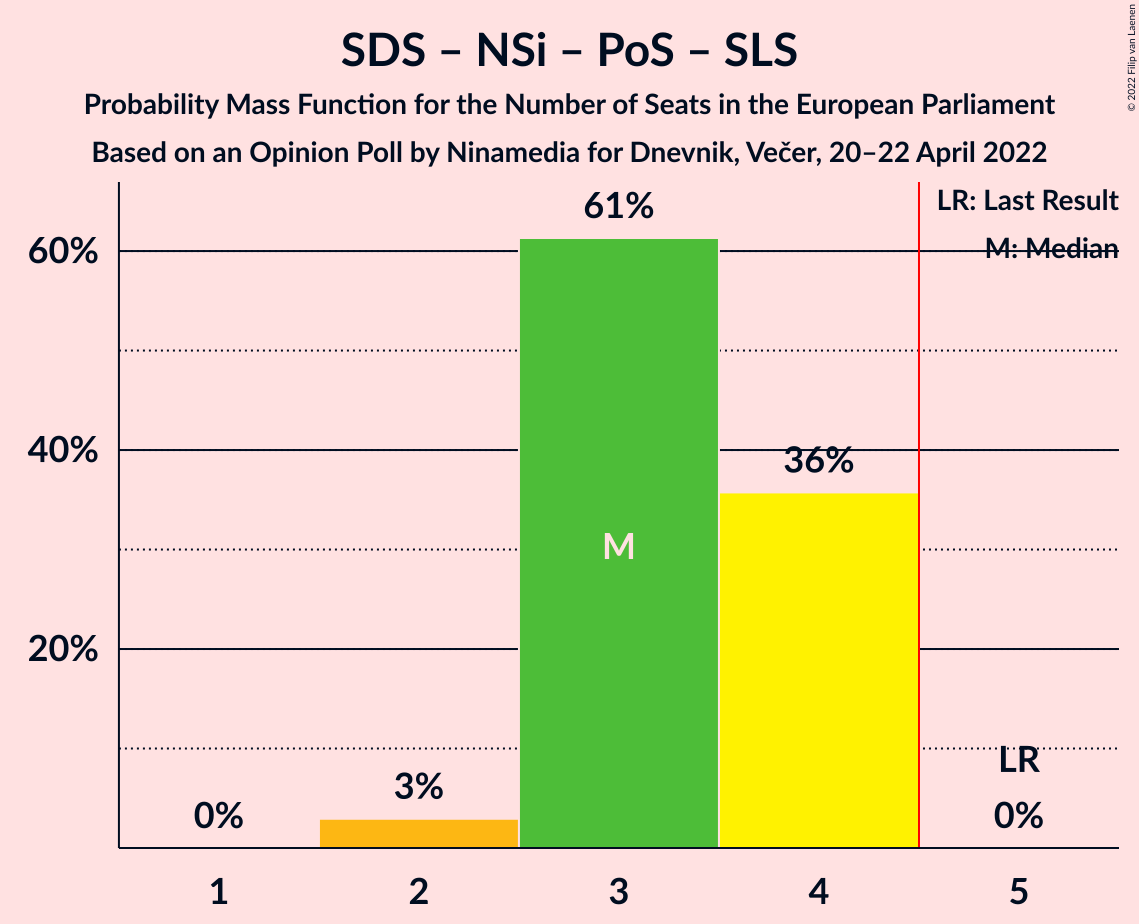 SDS – NSi – PoS – SLS
Probability Mass Function for the Number of Seats in the European Parliament
Based on an Opinion Poll by Ninamedia for Dnevnik, Večer, 20–22 April 2022
© 2022 Filip van Laenen
LR: Last Result
M: Median
61%
60%
40%
36%
M
20%
LR
3%
0%
0%
1 2 3 4 5